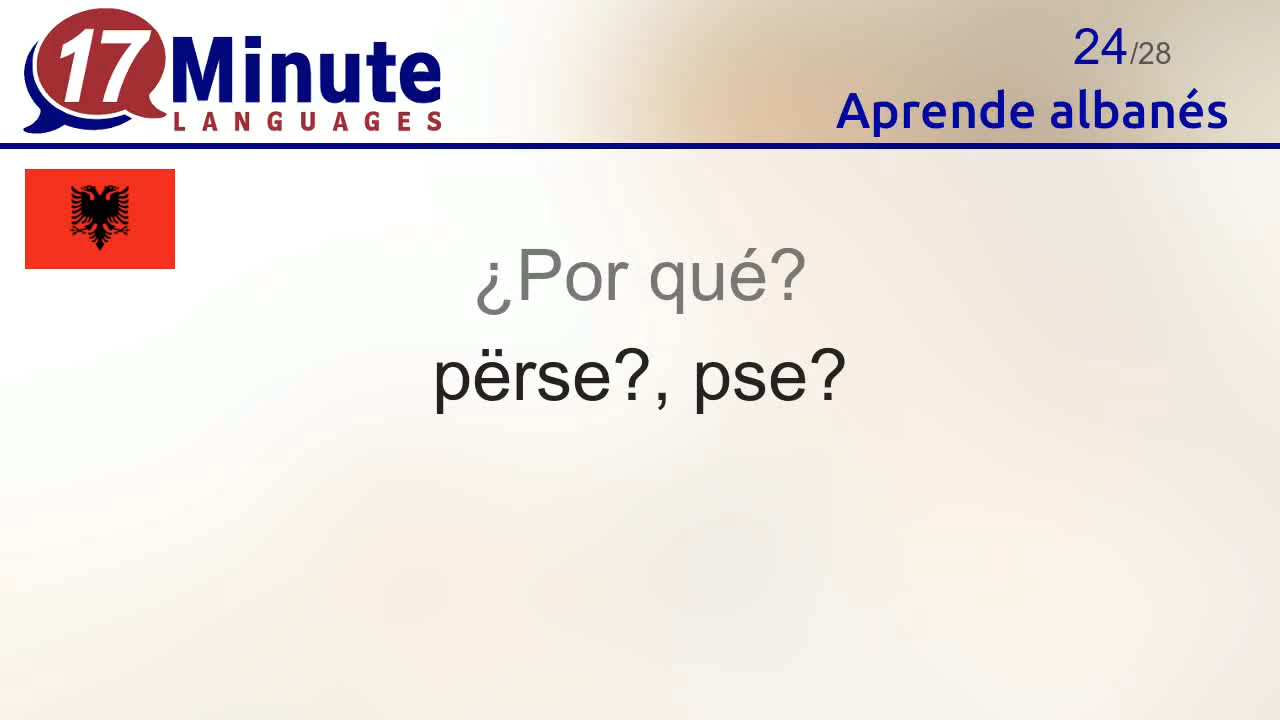 17 Minute
LANGUAGES
24/28
Aprende albanés
¿Por qué?
përse?, pse?